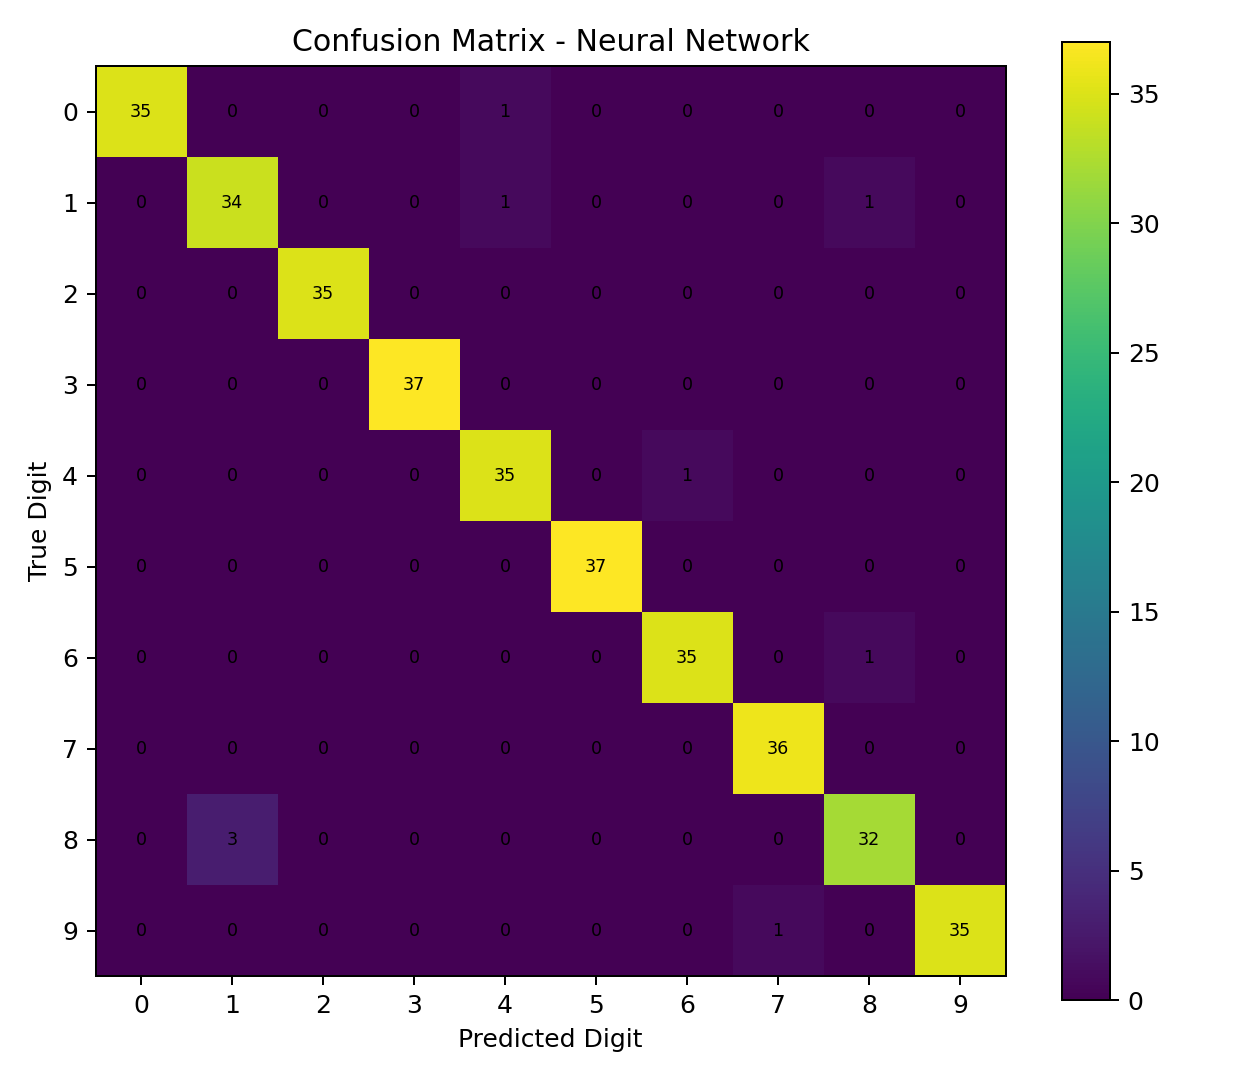 Confusion Matrix - Neural Network
True Digit
0 35 0 0 0 1 0 0 0 0 0
1 0 34 0 0 1 0 0 0 1 0
2 0 0 35 0 0 0 0 0 0 0
3 0 0 0 37 0 0 0 0 0 0
4 0 0 0 0 35 0 1 0 0 0
5 0 0 0 0 0 37 0 0 0 0
6 0 0 0 0 0 0 35 0 1 0
7 0 0 0 0 0 0 0 36 0 0
8 0 3 0 0 0 0 0 0 32 0
9 0 0 0 0 0 0 0 1 0 35
0 1 2 3 4 5 6 7 8 9
Predicted Digit
35
30
25
20
15
10
5
0